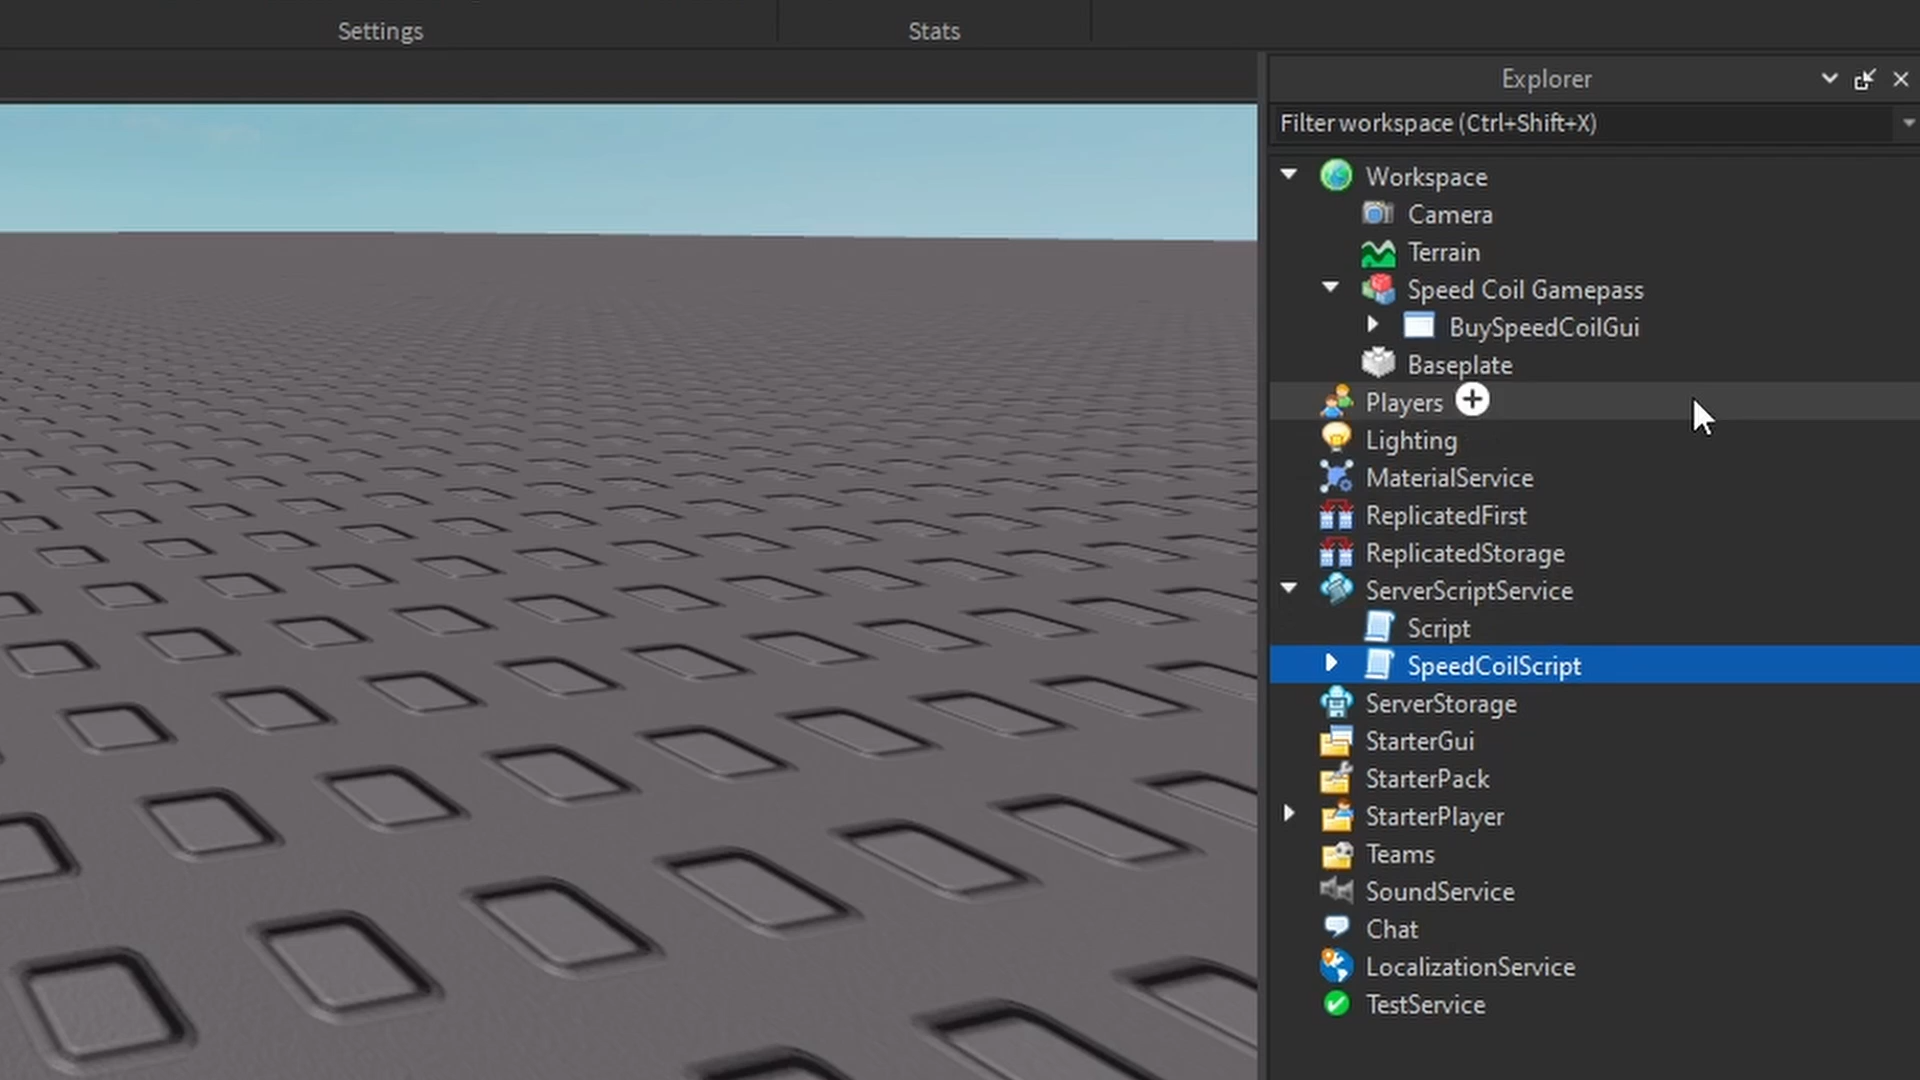 Settings
Stats
Explorer
Filter workspace (Ctrl+Shift+X)
Workspace
Camera
Terrain
Speed Coil Gamepass
BuySpeedCoilGui
Baseplate
Players
Lighting
MaterialService
ReplicatedFirst
ReplicatedStorage
ServerScriptService
Script
SpeedCoilScript
ServerStorage
StarterGui
StarterPack
StarterPlayer
Teams
SoundService
Chat
LocalizationService
TestService